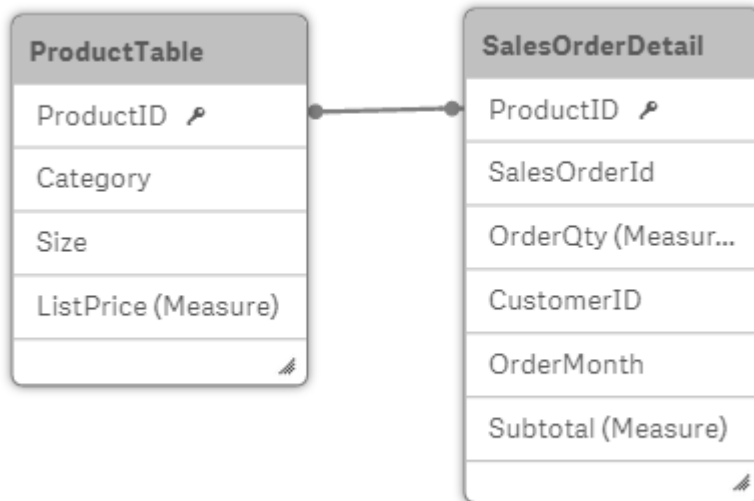 ProductTable
ProductID
Category
Size
ListPrice (Measure)
SalesOrderDetail
ProductID
SalesOrderId
OrderQty (Measur...
CustomerID
OrderMonth
Subtotal (Measure)